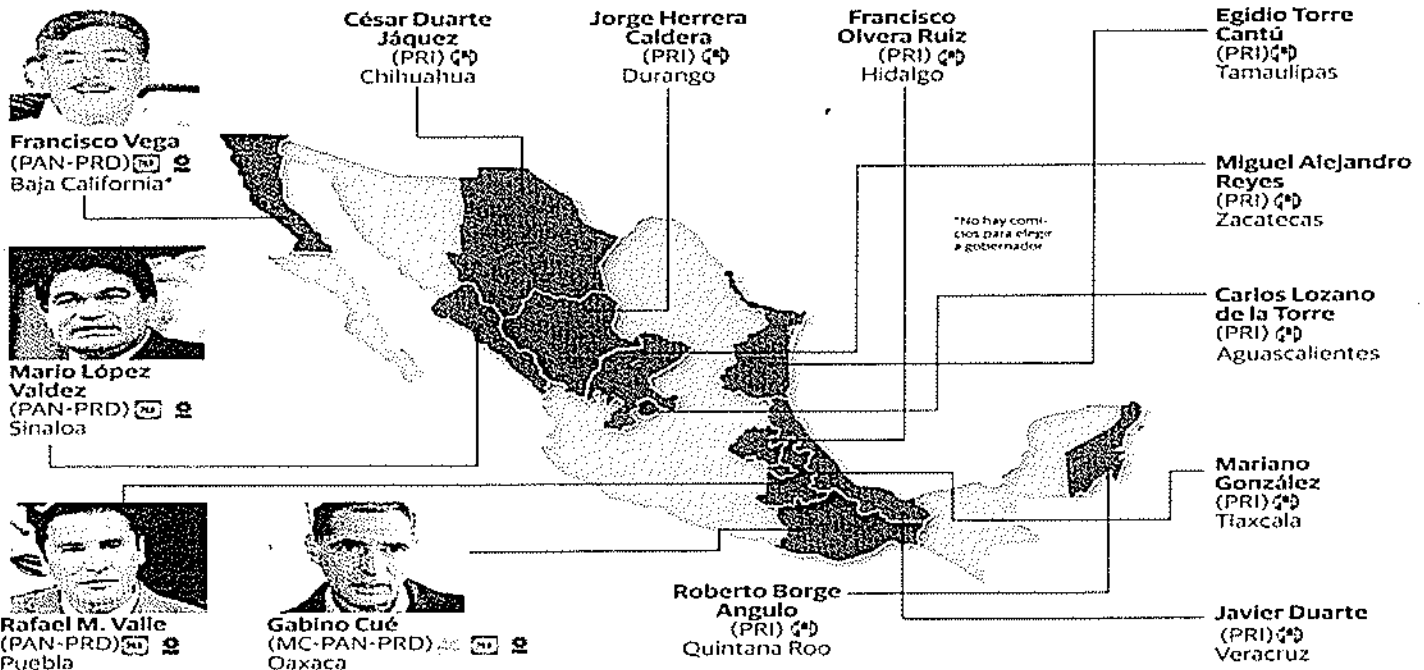 César Duarte
Jáquez
(PRI)
Chihuahua
Jorge Herrera
Caldera
(PRI)
Durango
Francisco
Olvera Ruiz
(PRI)
Hidalgo
Egidio Torre
Cantú
(PRI)
Tamaulipas
Francisco Vega
(PAN-PRD)
Baja California*
Miguel Alejandro
Reyes
(PRI)
Zacatecas
*No hay comi-
cios para elegir
a gobernador
Mario López
Valdez
(PAN-PRD)
Sinaloa
Carlos Lozano
de la Torre
(PRI)
Aguascalientes
Mariano
González
(PRI)
Tlaxcala
Rafael M. Valle
(PAN-PRD)
Puebla
Gabino Cué
(MC-PAN-PRD)
Oaxaca
Roberto Borge
Angulo
(PRI)
Quintana Roo
Javier Duarte
(PRI)
Veracruz